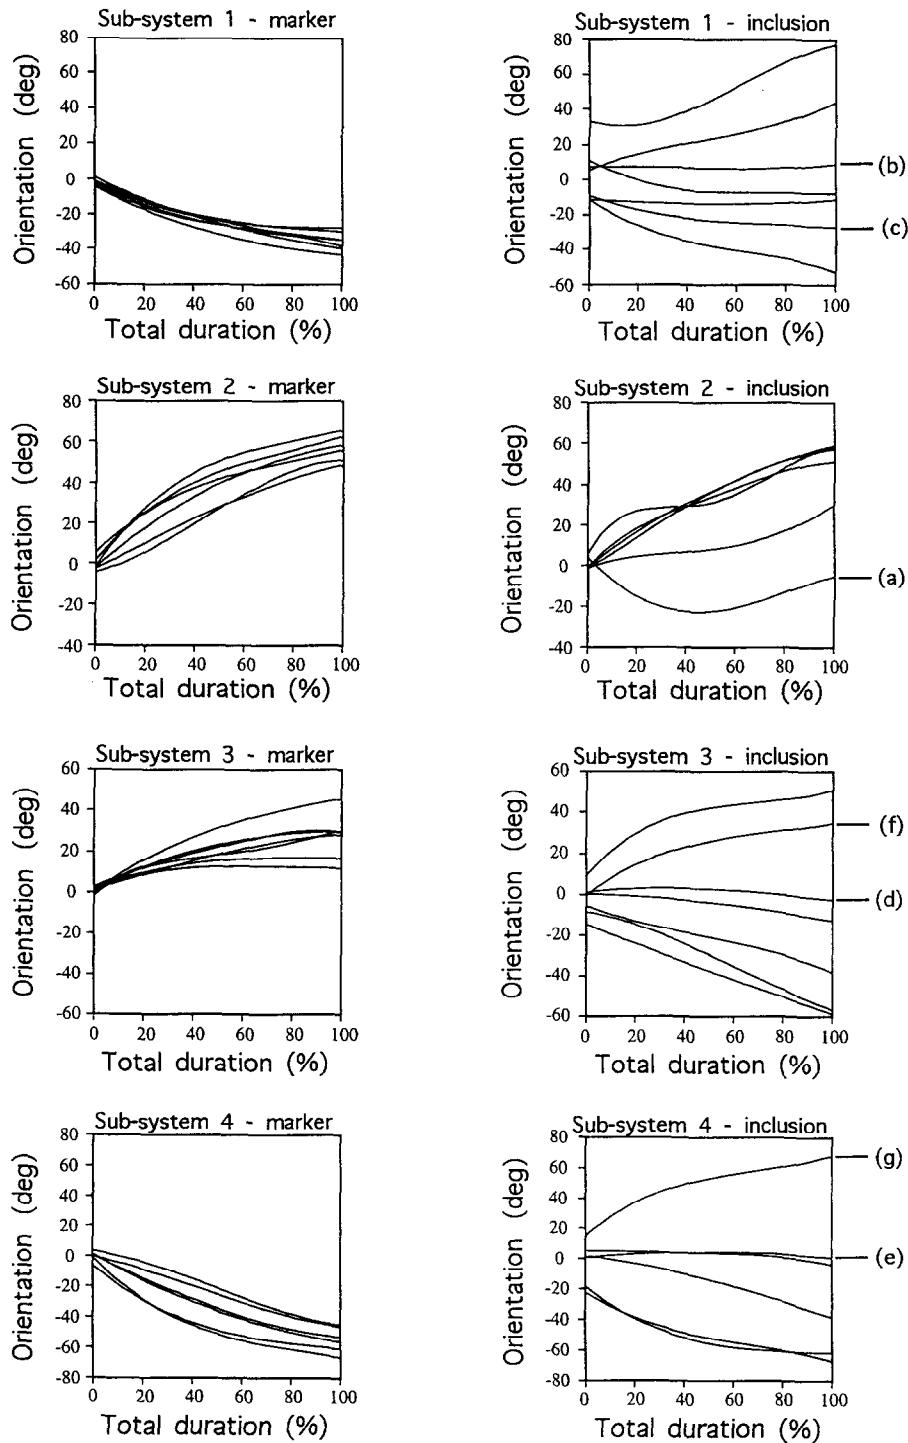 Sub-system 1 - marker
80
60
40
20
0
-20
-40
-60
Orientation (deg)
0 20 40 60 80 100
Total duration (%)
Sub-system 1 - inclusion
80
60
40
20
0
-20
-40
-60
Orientation (deg)
0 20 40 60 80 100
Total duration (%)
(b)
(c)
Sub-system 2 - marker
80
60
40
20
0
-20
-40
Orientation (deg)
0 20 40 60 80 100
Total duration (%)
Sub-system 2 - inclusion
80
60
40
20
0
-20
-40
Orientation (deg)
0 20 40 60 80 100
Total duration (%)
(a)
Sub-system 3 - marker
60
40
20
0
-20
-40
-60
Orientation (deg)
0 20 40 60 80 100
Total duration (%)
Sub-system 3 - inclusion
60
40
20
0
-20
-40
-60
Orientation (deg)
0 20 40 60 80 100
Total duration (%)
(f)
(d)
Sub-system 4 - marker
80
60
40
20
0
-20
-40
-60
-80
Orientation (deg)
0 20 40 60 80 100
Total duration (%)
Sub-system 4 - inclusion
80
60
40
20
0
-20
-40
-60
-80
Orientation (deg)
0 20 40 60 80 100
Total duration (%)
(g)
(e)